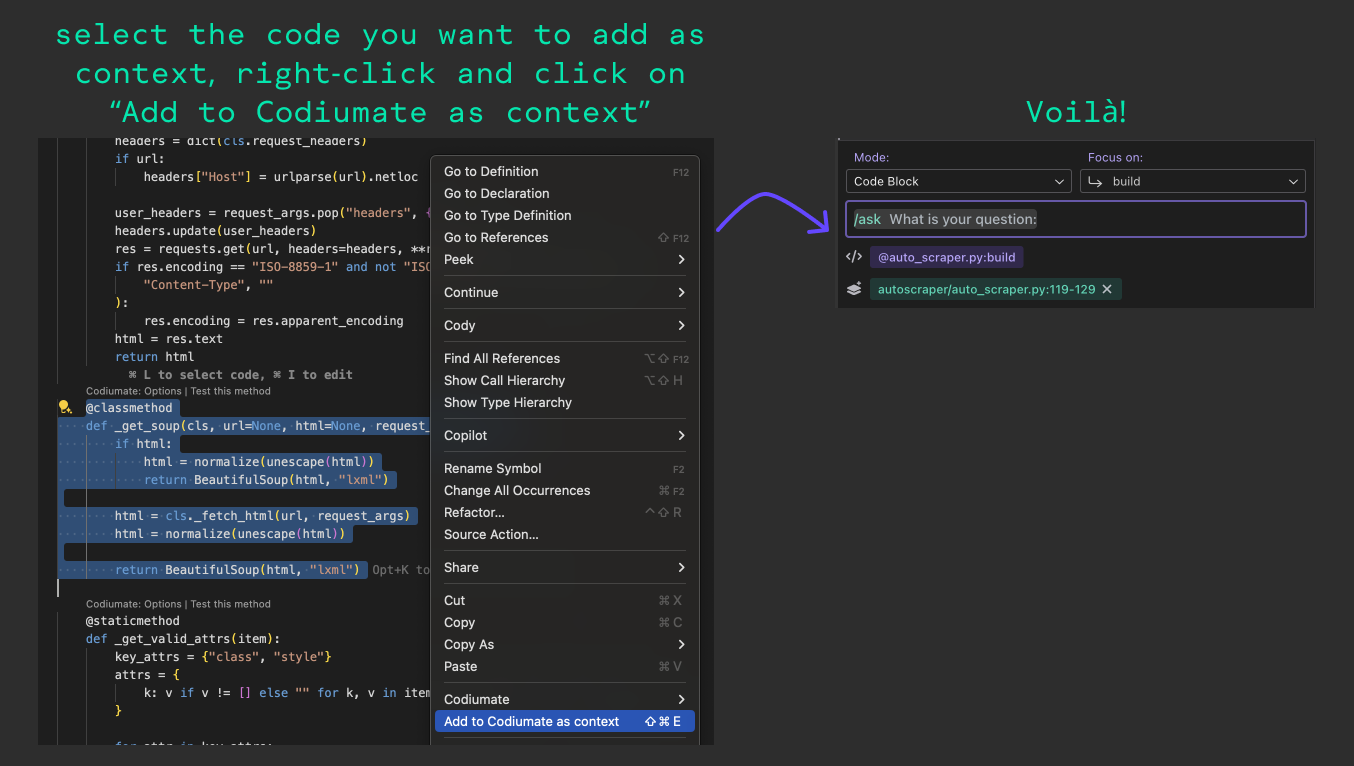 select the code you want to add as
context, right-click and click on
“Add to Codiumate as context”
headers = dict(cls.request_headers)
if url:
headers["Host"] = urlparse(url).netloc
user_headers = request_args.pop("headers", {
headers.update(user_headers)
res = requests.get(url, headers=headers, **r
if res.encoding == "ISO-8859-1" and not "ISO
"Content-Type", ""
):
res.encoding = res.apparent_encoding
html = res.text
return html
⌘ L to select code, ⌘ I to edit
Codiumate: Options | Test this method
@classmethod
def _get_soup(cls, url=None, html=None, request_
if html:
html = normalize(unescape(html))
return BeautifulSoup(html, "lxml")
html = cls._fetch_html(url, request_args)
html = normalize(unescape(html))
return BeautifulSoup(html, "lxml") Opt+K to
Codiumate: Options | Test this method
@staticmethod
def _get_valid_attrs(item):
key_attrs = {"class", "style"}
attrs = {
k: v if v != [] else "" for k, v in item
}
Go to Definition F12
Go to Declaration
Go to Type Definition
Go to References ⇧ F12
Peek
Continue
Cody
Find All References ⌥⇧ F12
Show Call Hierarchy ⌥⇧ H
Show Type Hierarchy
Copilot
Rename Symbol F2
Change All Occurrences ⌘ F2
Refactor... ^⇧ R
Source Action...
Share
Cut ⌘ X
Copy ⌘ C
Copy As
Paste ⌘ V
Codiumate
Add to Codiumate as context ⇧⌘ E
Voilà!
Mode:
Code Block
Focus on:
build
/ask What is your question:
@auto_scraper.py:build
autoscraper/auto_scraper.py:119-129